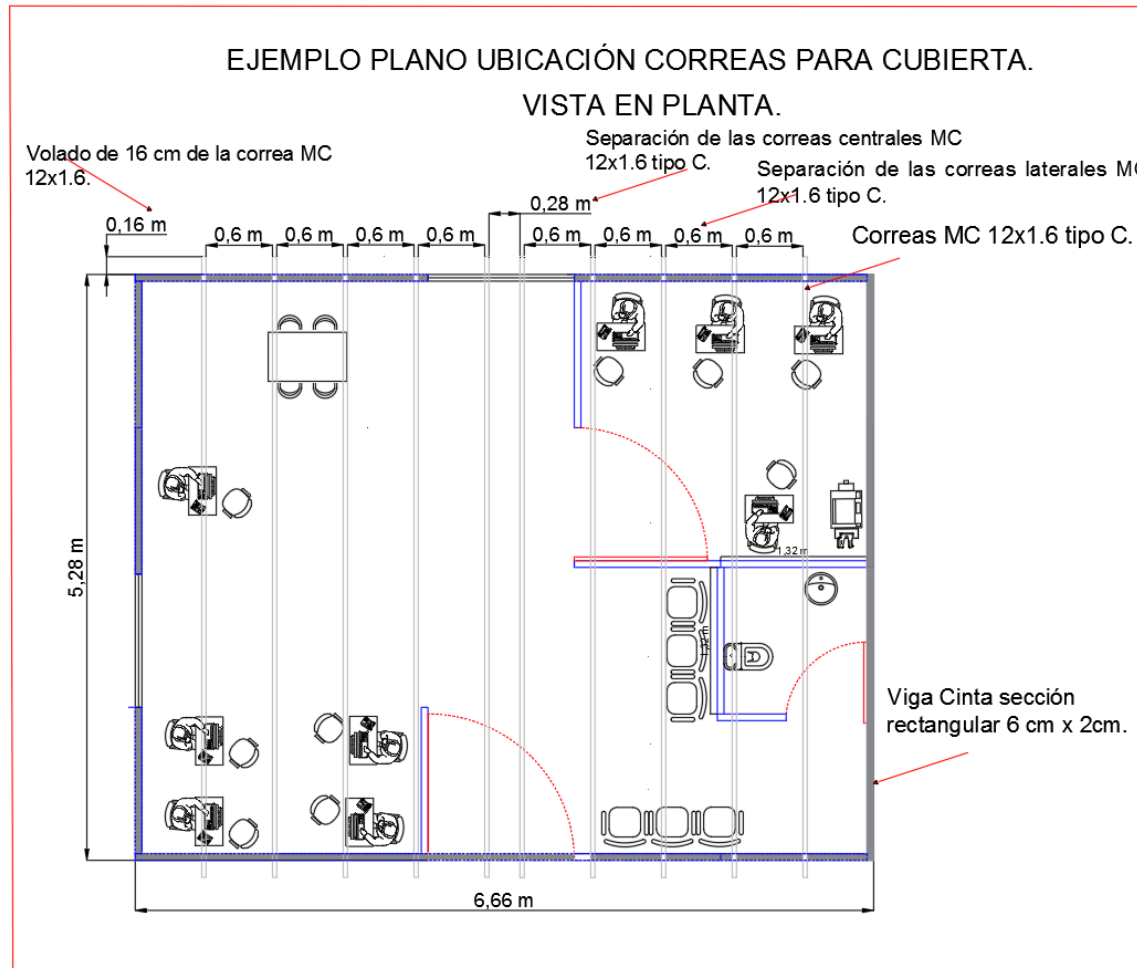 EJEMPLO PLANO UBICACIÓN CORREAS PARA CUBIERTA.
VISTA EN PLANTA.
Volado de 16 cm de la correa MC
12x1.6.
Separación de las correas centrales MC
12x1.6 tipo C.
Separación de las correas laterales MC
12x1.6 tipo C.
Correas MC 12x1.6 tipo C.
0,16 m
0,6 m
0,6 m
0,6 m
0,6 m
0,28 m
0,6 m
0,6 m
0,6 m
0,6 m
5,28 m
1,32 m
1,32 m
Viga Cinta sección
rectangular 6 cm x 2cm.
6,66 m